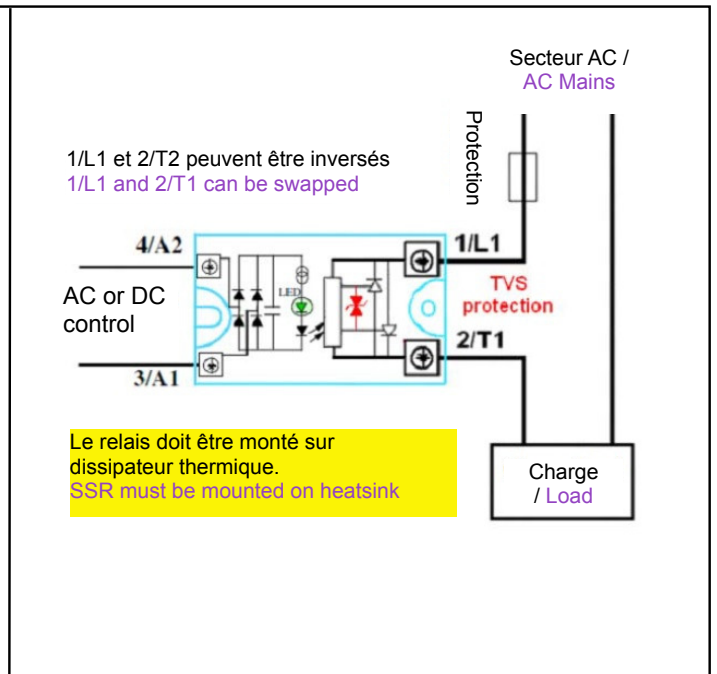 Secteur AC /
AC Mains
Protection
1/L1 et 2/T2 peuvent être inversés
1/L1 and 2/T1 can be swapped
4/A2
1/L1
LED
TVS
protection
AC or DC
control
2/T1
3/A1
Le relais doit être monté sur
dissipateur thermique.
SSR must be mounted on heatsink
Charge
/ Load